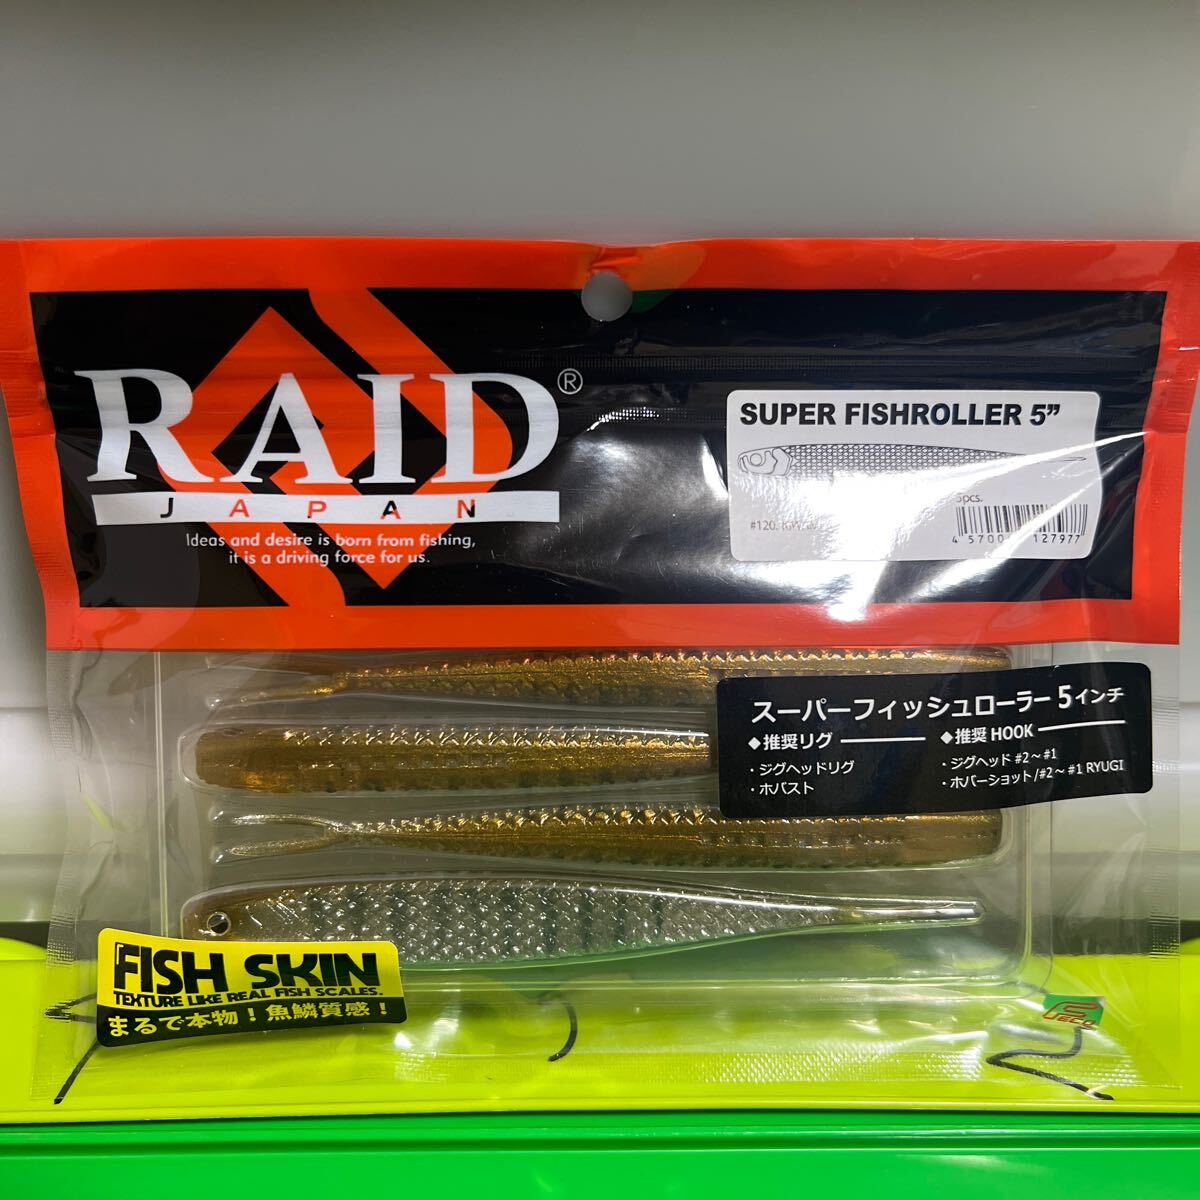 RAID®
JAPAN
Ideas and desire is born from fishing,
it is a driving force for us.
SUPER FISHROLLER 5”
5pcs.
#120.
4 5700 127977
スーパーフィッシュローラー 5インチ
◆推奨リグ
・ジグヘッドリグ
・ホバスト
◆推奨 HOOK
・ジグヘッド #2～#1
・ホバーショット/#2～#1 RYUGI
FISH SKIN
TEXTURE LIKE REAL FISH SCALES.
まるで本物！魚鱗質感！
FECO